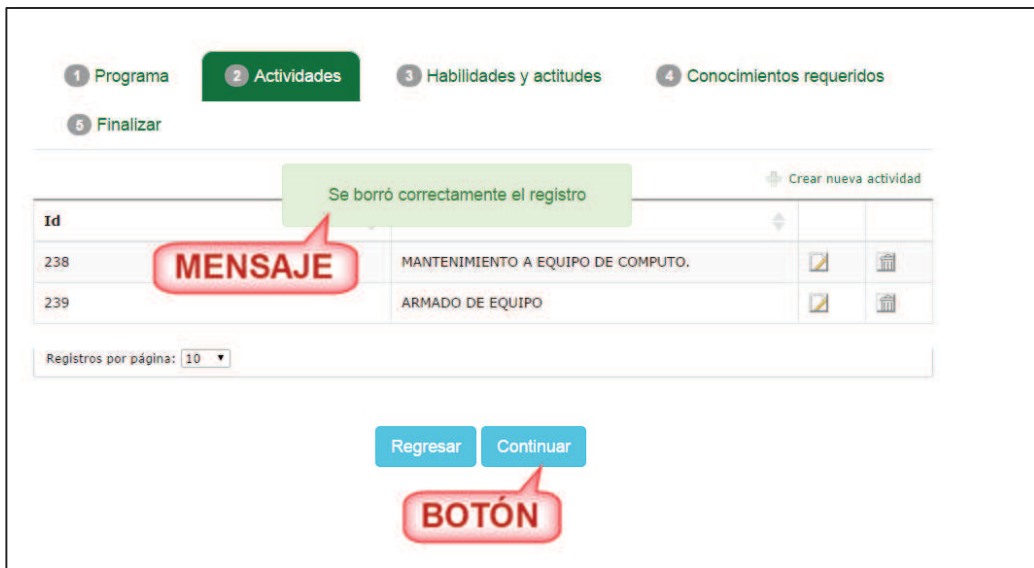 1 Programa 2 Actividades 3 Habilidades y actitudes 4 Conocimientos requeridos
5 Finalizar
Crear nueva actividad
Se borró correctamente el registro
Id
MENSAJE
238 MANTENIMIENTO A EQUIPO DE COMPUTO.
239 ARMADO DE EQUIPO
Registros por página: 10
Regresar Continuar
BOTÓN